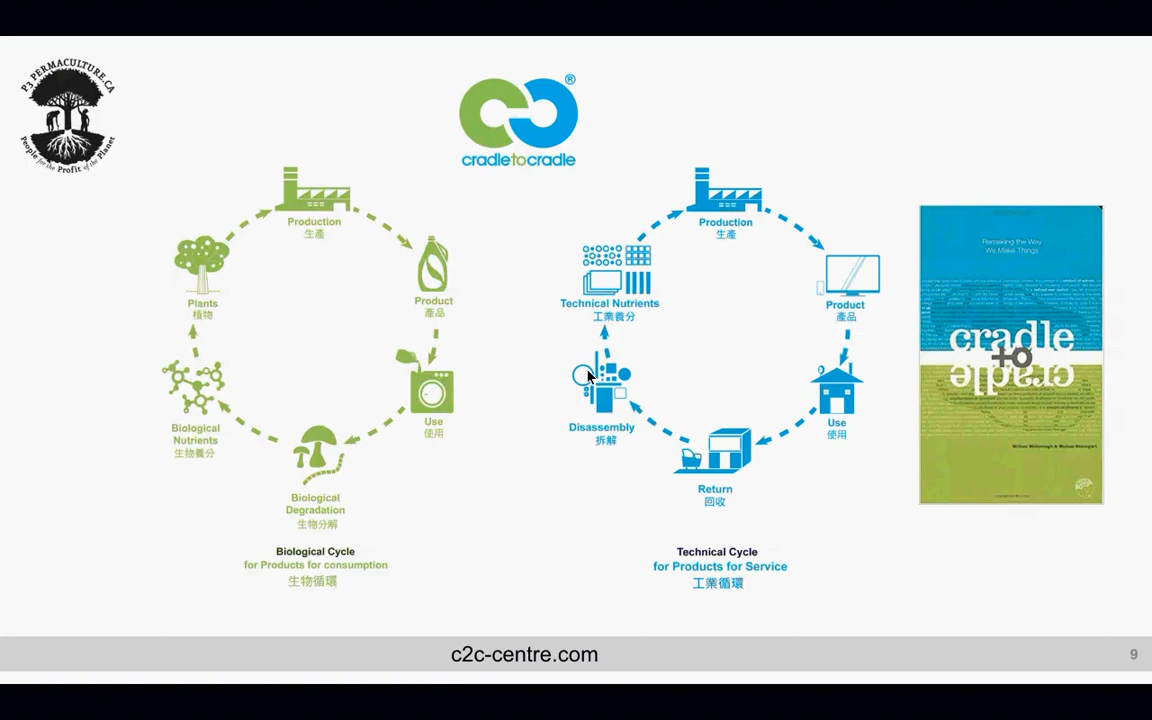 P3 PERMACULTURE.CA
People for the Profit of the Planet
®
cradletocradle
Production
生產
Product
產品
Use
使用
Biological
Degradation
生物分解
Biological
Nutrients
生物養分
Plants
植物
Biological Cycle
for Products for consumption
生物循環
Production
生產
Product
產品
Use
使用
Return
回收
Disassembly
拆解
Technical Nutrients
工業養分
Technical Cycle
for Products for Service
工業循環
Remaking the Way
We Make Things
cradle
to
cradle
William McDonough & Michael Braungart
c2c-centre.com
9